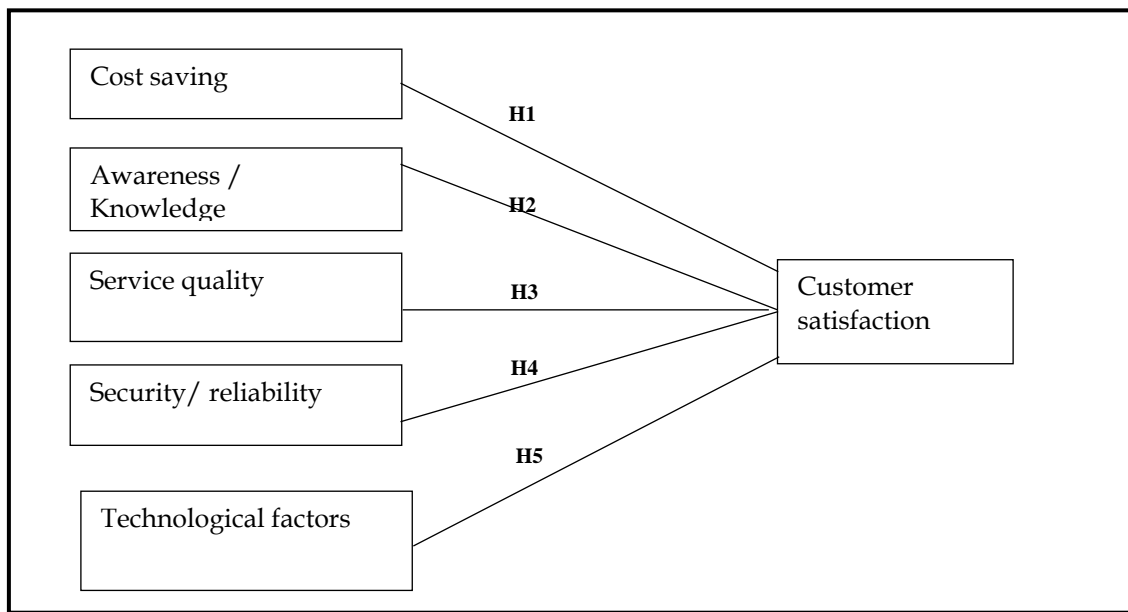 Cost saving
H1
Awareness /
Knowledge
H2
Service quality
H3
Customer
satisfaction
Security/ reliability
H4
H5
Technological factors